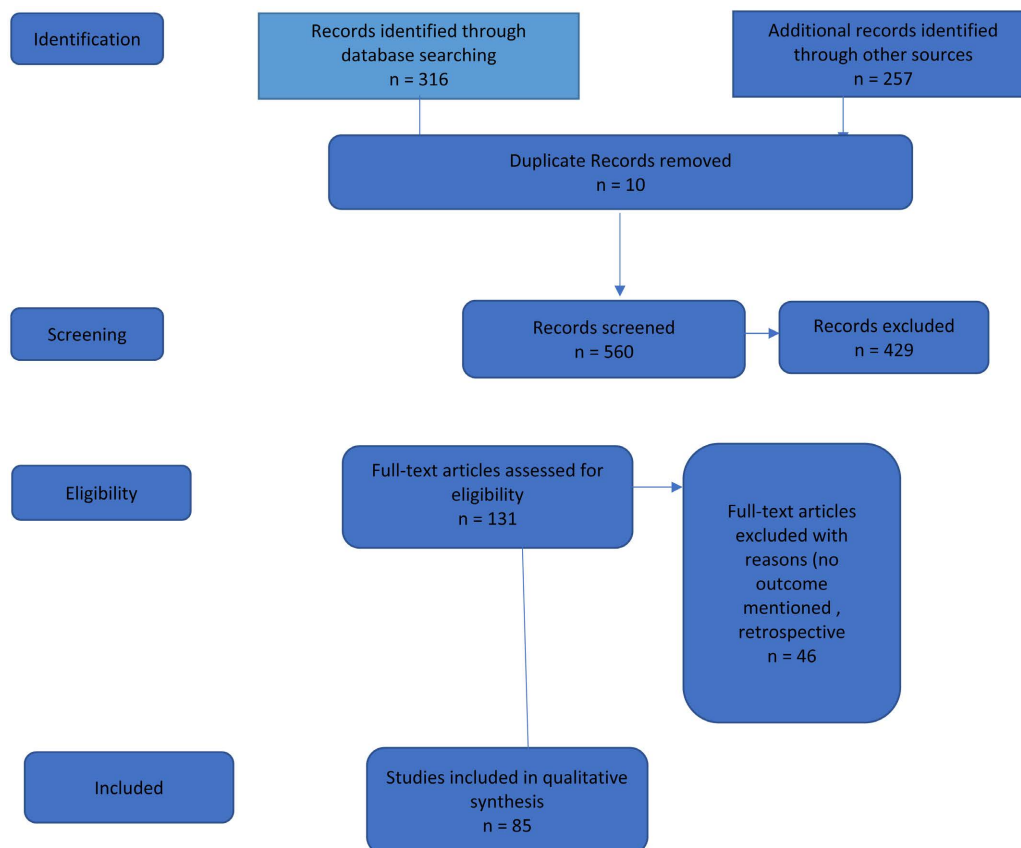 Identification
Records identified through
database searching
n = 316
Additional records identified
through other sources
n = 257
Duplicate Records removed
n = 10
Screening
Records screened
n = 560
Records excluded
n = 429
Eligibility
Full-text articles assessed for
eligibility
n = 131
Full-text articles
excluded with
reasons (no
outcome
mentioned ,
retrospective
n = 46
Included
Studies included in qualitative
synthesis
n = 85